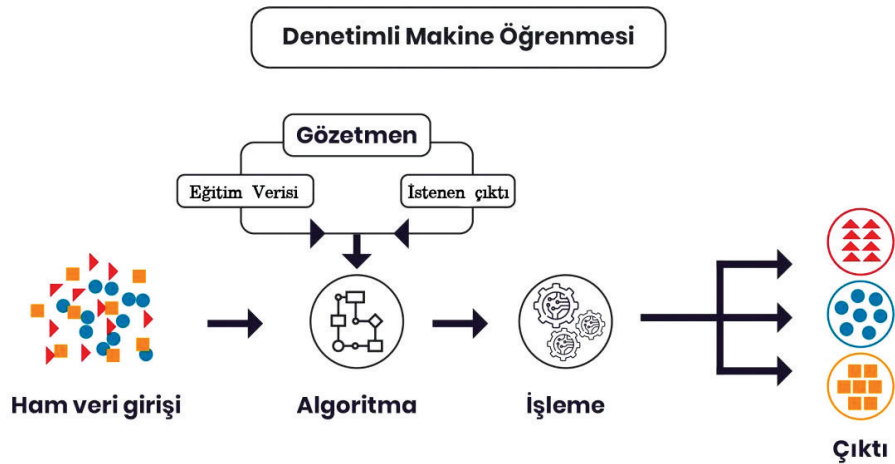 Denetimli Makine Öğrenmesi
Gözetmen
Eğitim Verisi
İstenen çıktı
Ham veri girişi
Algoritma
İşleme
Çıktı